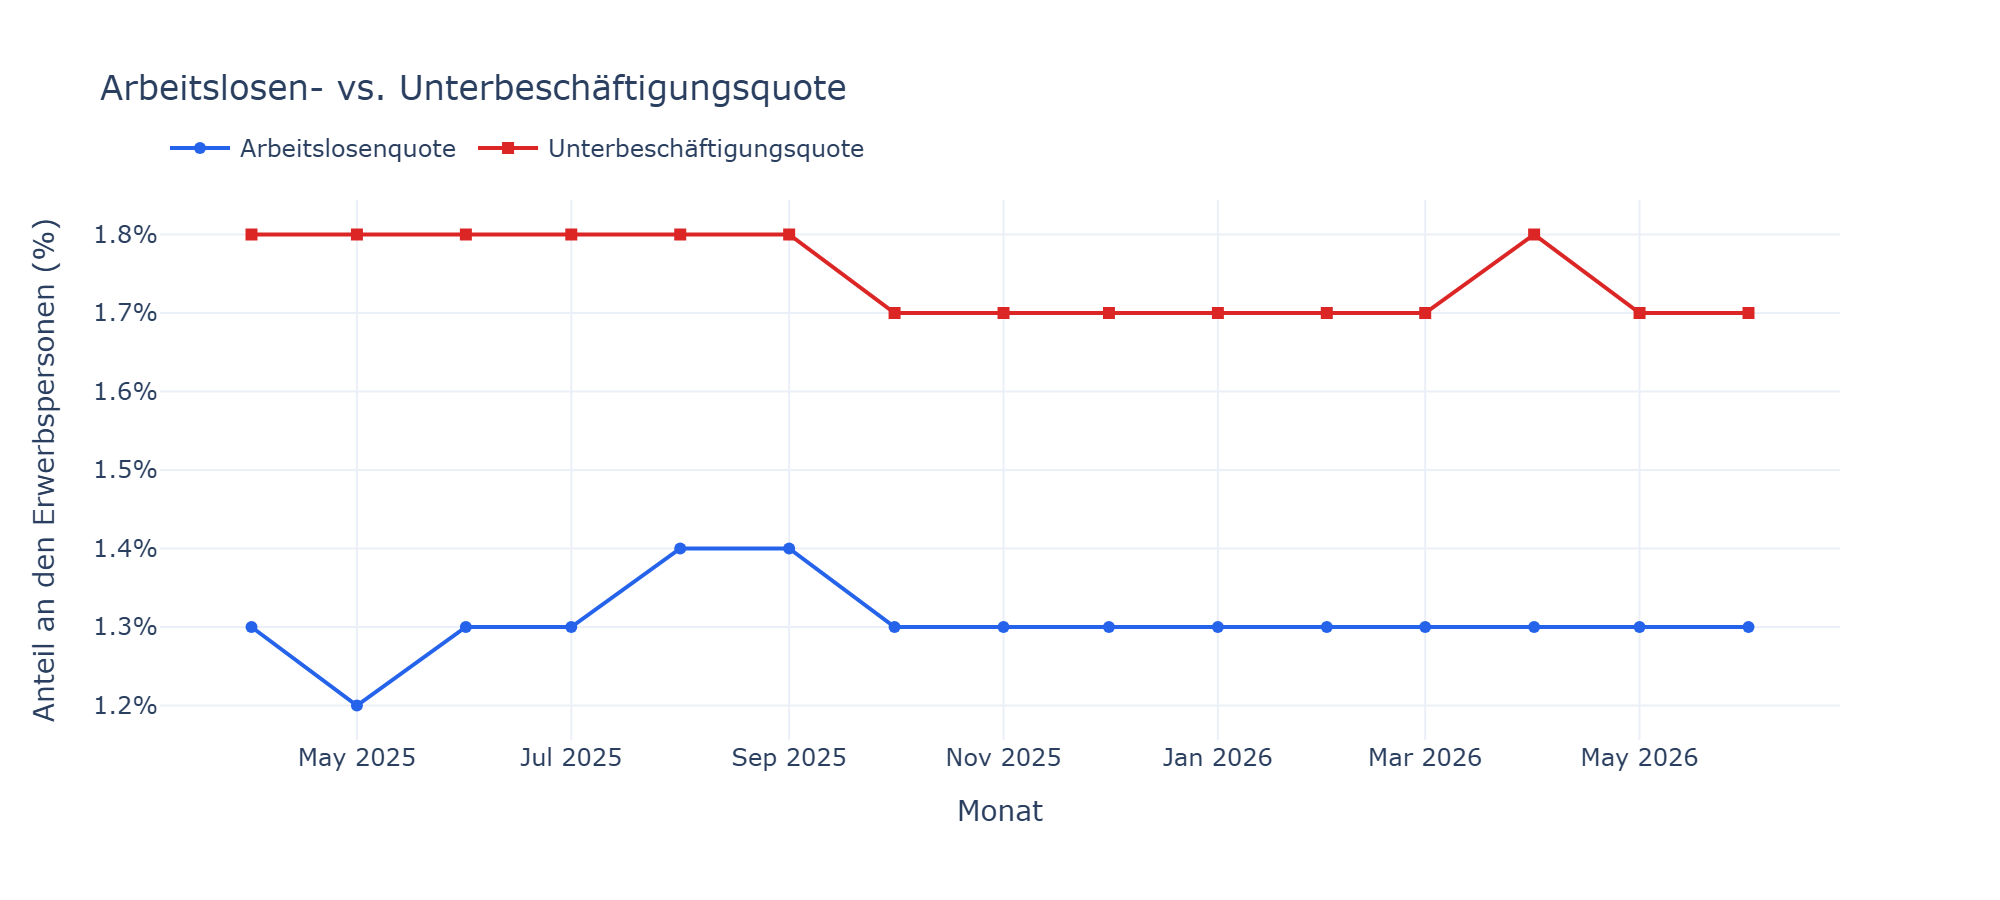 Arbeitslosen- vs. Unterbeschäftigungsquote
Arbeitslosenquote Unterbeschäftigungsquote
Anteil an den Erwerbspersonen (%)
1.8%
1.7%
1.6%
1.5%
1.4%
1.3%
1.2%
May 2025 Jul 2025 Sep 2025 Nov 2025 Jan 2026 Mar 2026 May 2026
Monat